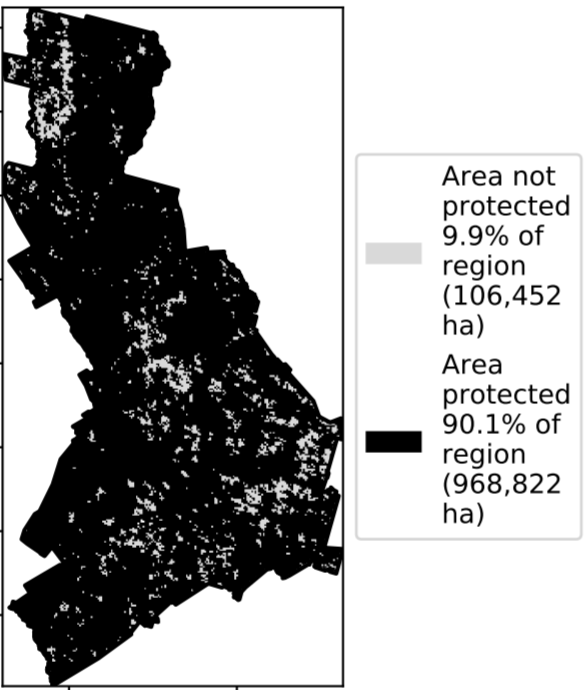 Area not
protected
9.9% of
region
(106,452
ha)
Area
protected
90.1% of
region
(968,822
ha)